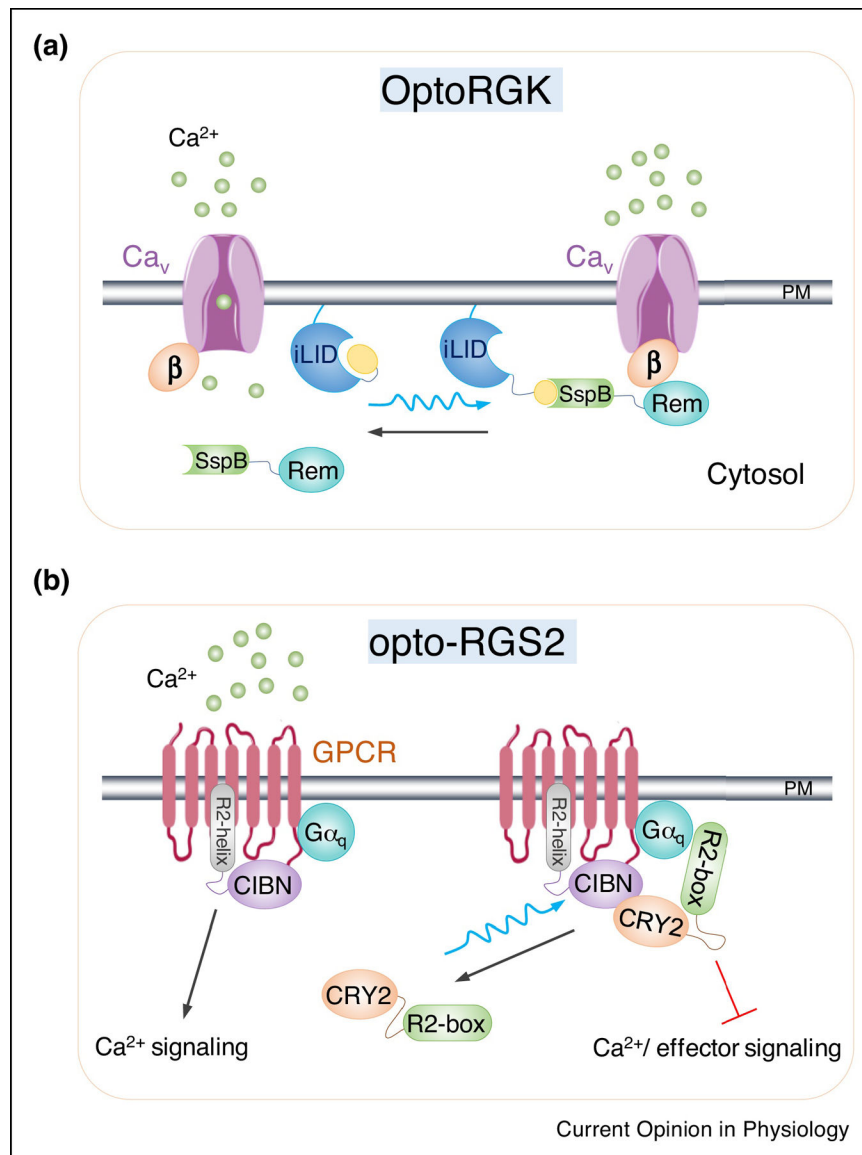 (a)
OptoRGK
Ca²⁺
Caᵥ
Caᵥ
PM
iLID
iLID
β
β
SspB
Rem
SspB
Rem
Cytosol
(b)
opto-RGS2
Ca²⁺
GPCR
PM
R2-helix
R2-helix
Gα_q
Gα_q
R2-box
CIBN
CIBN
CRY2
CRY2
R2-box
Ca²⁺ signaling
Ca²⁺/ effector signaling
Current Opinion in Physiology